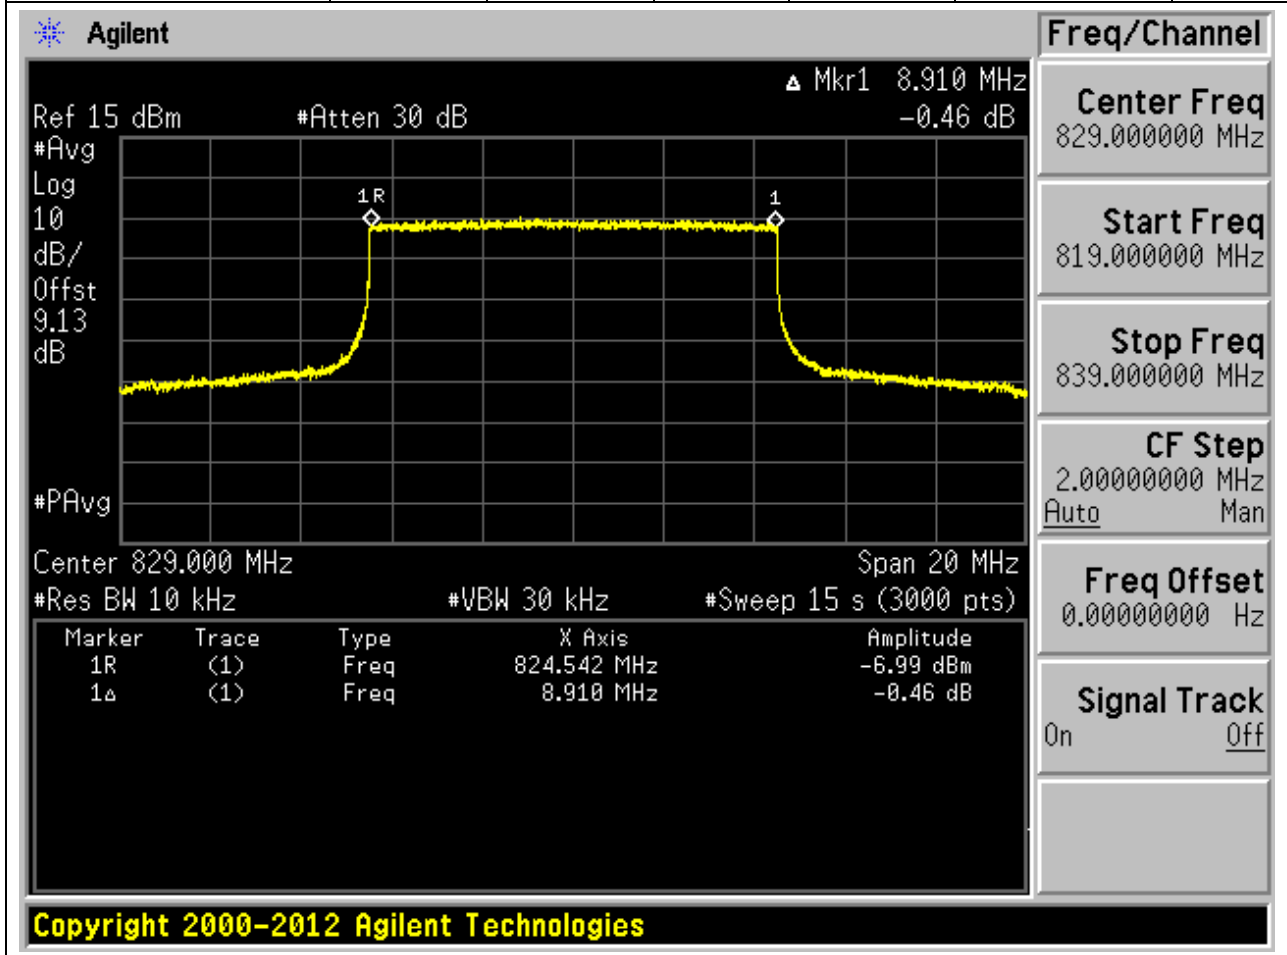 Agilent
Freq/Channel
Δ Mkr1 8.910 MHz
Ref 15 dBm #Atten 30 dB -0.46 dB
#Avg
Log
10
dB/
Offst
9.13
dB
1R
1
#PAvg
Center 829.000 MHz Span 20 MHz
#Res BW 10 kHz #VBW 30 kHz #Sweep 15 s (3000 pts)
Marker Trace Type X Axis Amplitude
1R (1) Freq 824.542 MHz -6.99 dBm
1Δ (1) Freq 8.910 MHz -0.46 dB
Center Freq
829.000000 MHz
Start Freq
819.000000 MHz
Stop Freq
839.000000 MHz
CF Step
2.00000000 MHz
Auto Man
Freq Offset
0.00000000 Hz
Signal Track
On Off
Copyright 2000-2012 Agilent Technologies